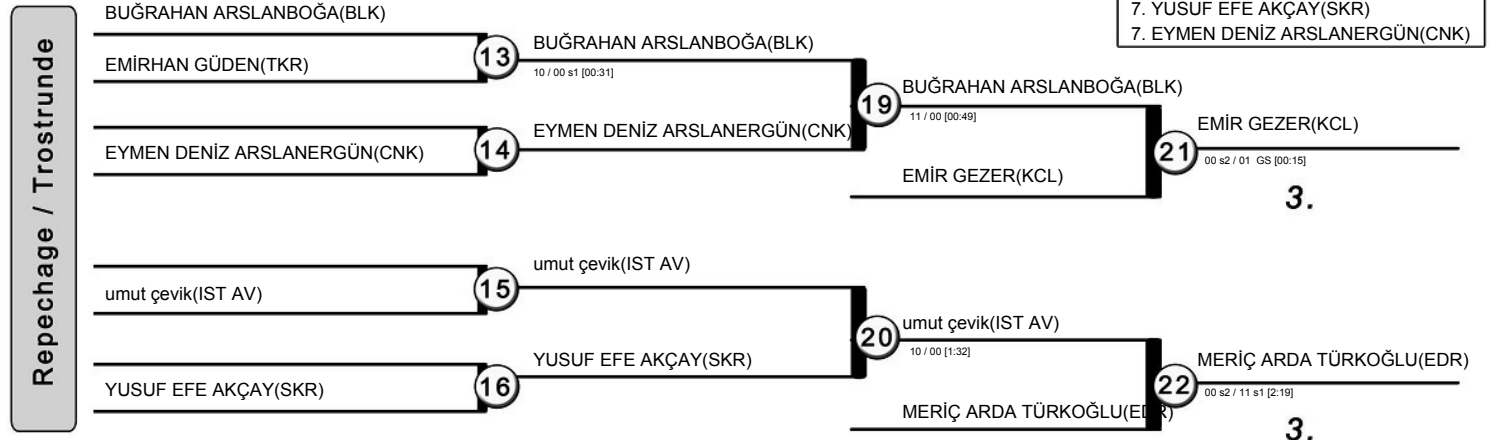 7. YUSUF EFE AKÇAY(SKR)
7. EYMEN DENİZ ARSLANERGÜN(CNK)
Repechage / Trostrunde
BUĞRAHAN ARSLANBOĞA(BLK)
EMİRHAN GÜDEN(TKR)
13
BUĞRAHAN ARSLANBOĞA(BLK)
10 / 00 s1 [00:31]
EYMEN DENİZ ARSLANERGÜN(CNK)
14
EYMEN DENİZ ARSLANERGÜN(CNK)
19
BUĞRAHAN ARSLANBOĞA(BLK)
11 / 00 [00:49]
EMİR GEZER(KCL)
21
EMİR GEZER(KCL)
00 s2 / 01 GS [00:15]
3.
umut çevik(IST AV)
15
umut çevik(IST AV)
YUSUF EFE AKÇAY(SKR)
16
YUSUF EFE AKÇAY(SKR)
20
umut çevik(IST AV)
10 / 00 [1:32]
MERİÇ ARDA TÜRKOĞLU(EDR)
22
MERİÇ ARDA TÜRKOĞLU(EDR)
00 s2 / 11 s1 [2:19]
3.